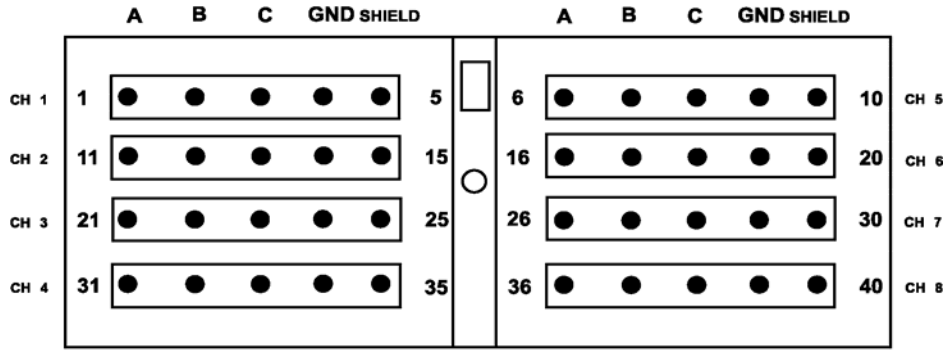 A B C GND SHIELD A B C GND SHIELD
CH 1 1 5 6 10 CH 5
CH 2 11 15 16 20 CH 6
CH 3 21 25 26 30 CH 7
CH 4 31 35 36 40 CH 8